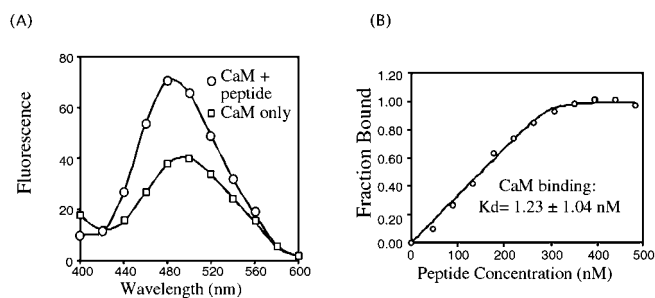 (A)
80
60
40
20
0
Fluorescence
CaM +
peptide
CaM only
400 440 480 520 560 600
Wavelength (nm)
(B)
1.20
1.00
0.80
0.60
0.40
0.20
0.00
Fraction Bound
CaM binding:
Kd= 1.23 ± 1.04 nM
0 100 200 300 400 500
Peptide Concentration (nM)